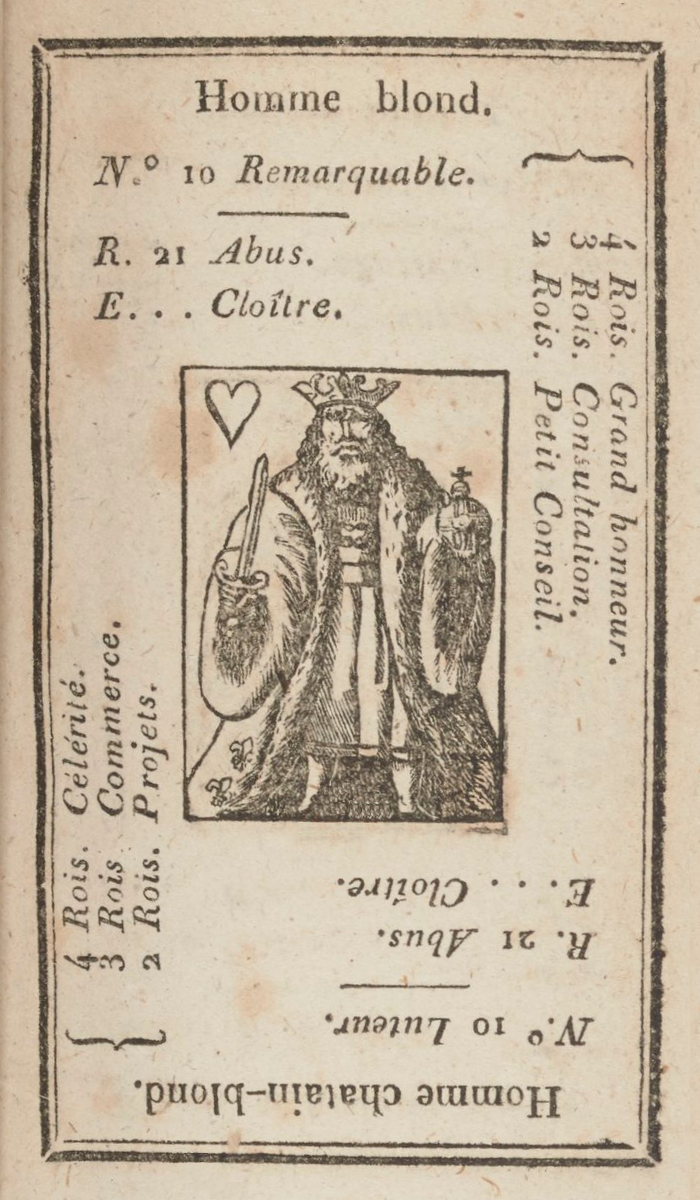 Homme blond.
N.º 10 Remarquable.
R. 21 Abus.
E. . . Cloître.
4 Rois. Grand honneur.
3 Rois. Consultation.
2 Rois. Petit Conseil.
4 Rois. Célérité.
3 Rois Commerce.
2 Rois. Projets.
Homme chatain-blond.
N.º 10 Luteur.
R. 21 Abus.
E. . . Cloître.